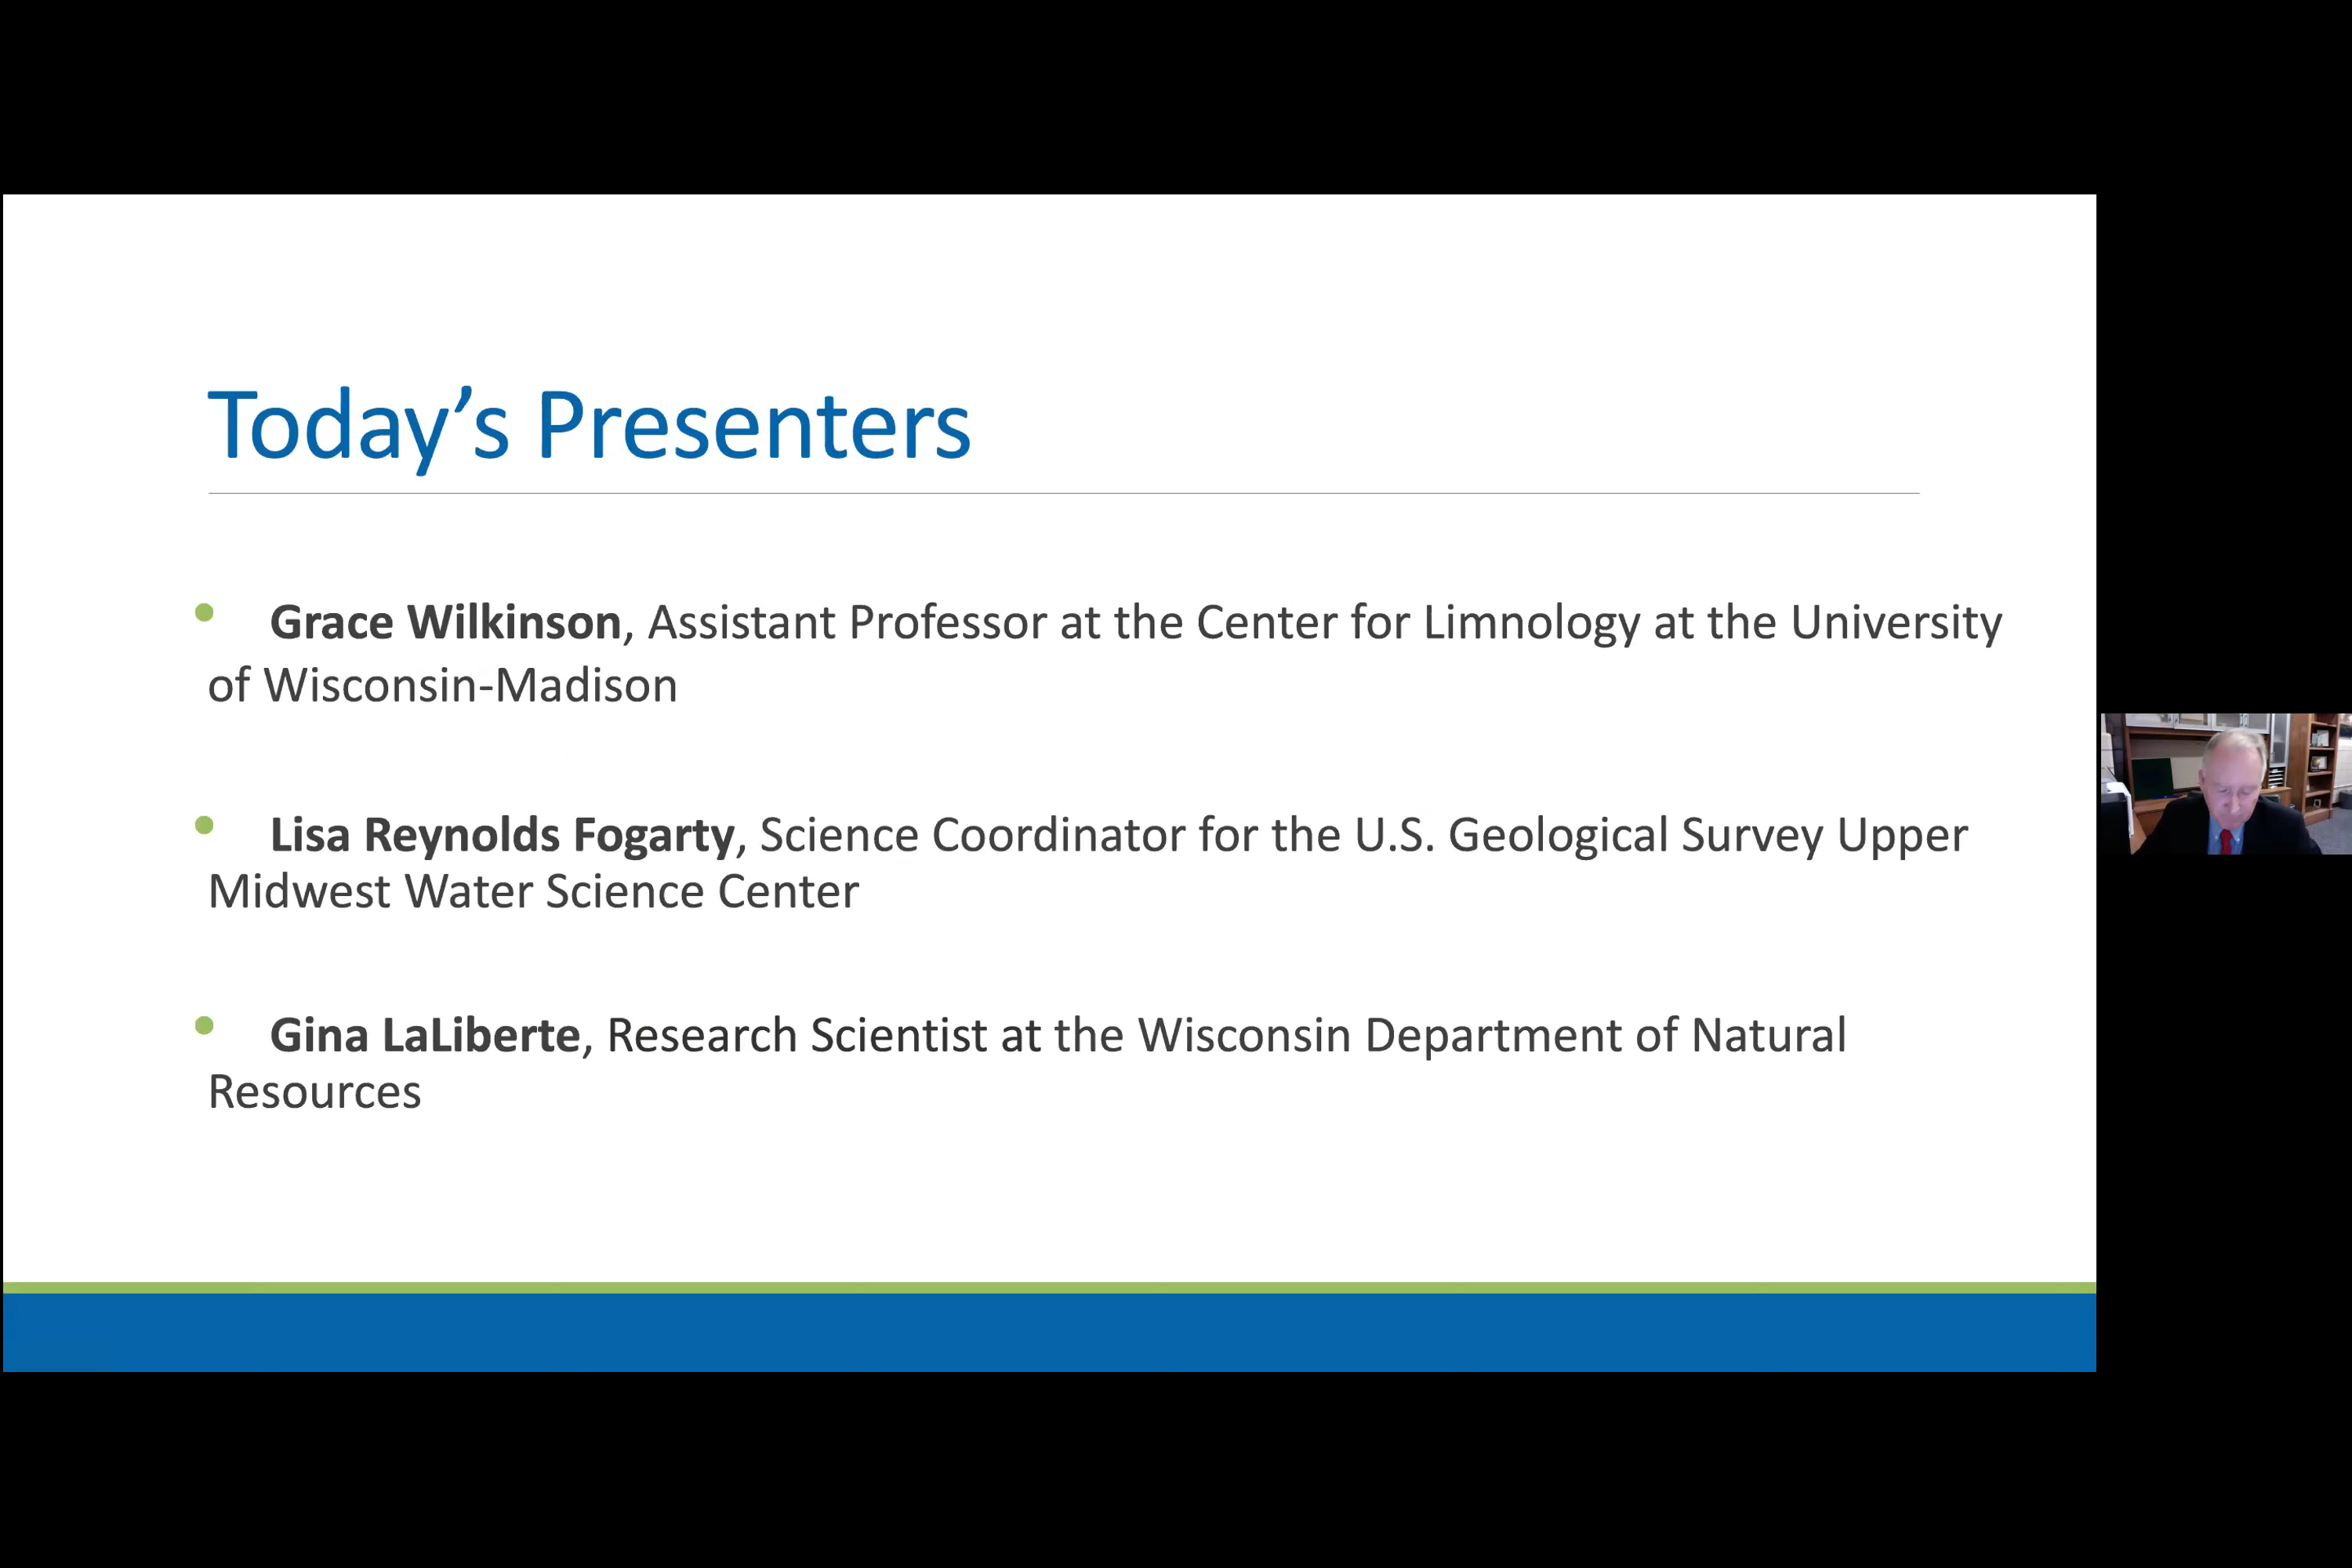 Today’s Presenters
Grace Wilkinson, Assistant Professor at the Center for Limnology at the University
of Wisconsin-Madison
Lisa Reynolds Fogarty, Science Coordinator for the U.S. Geological Survey Upper
Midwest Water Science Center
Gina LaLiberte, Research Scientist at the Wisconsin Department of Natural
Resources